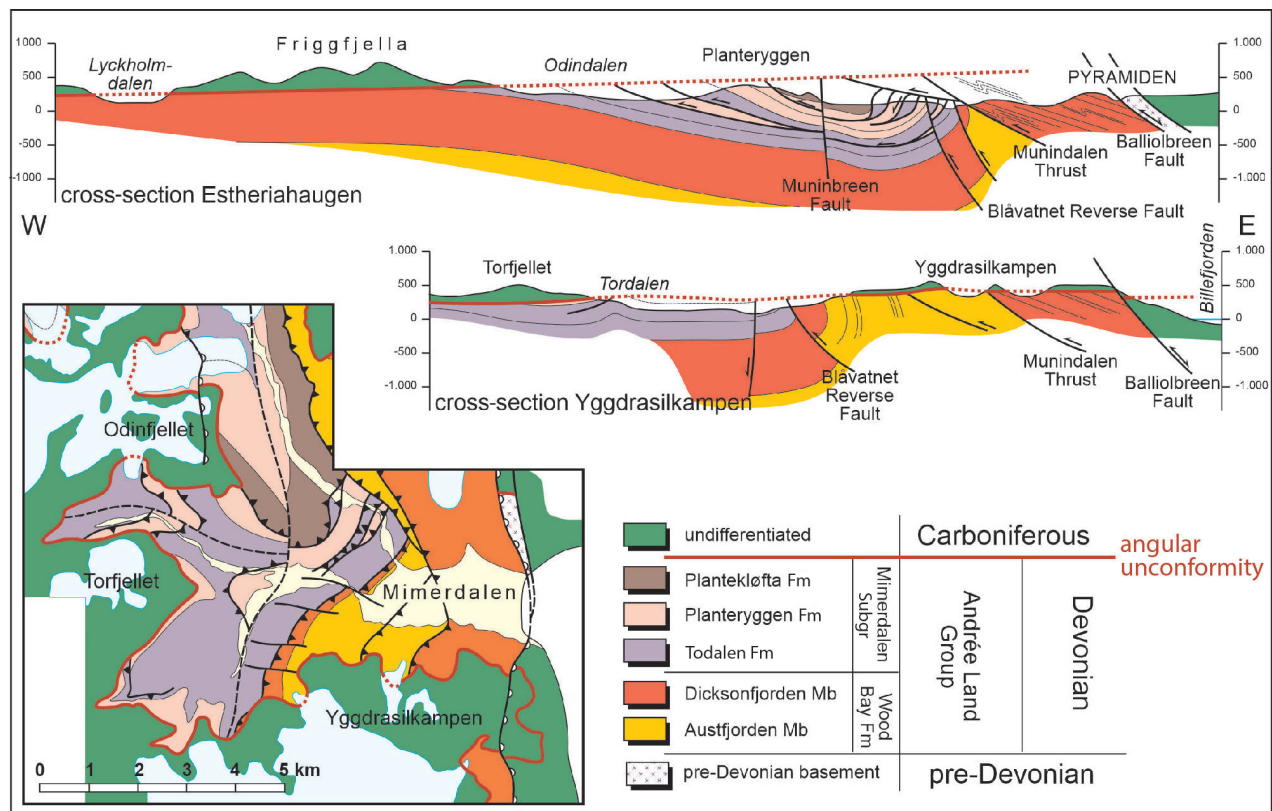 Friggfjella
Lyckholm-
dalen
Odindalen
Planteryggen
PYRAMIDEN
1.000
500
0
-500
-1.000
1.000
500
0
-500
-1.000
Balliolbreen
Fault
Munindalen
Thrust
Muninbreen
Fault
Blåvatnet Reverse Fault
cross-section Estheriahaugen
W
E
Billefjorden
1.000
500
0
-500
-1.000
Torfjellet
Tordalen
Yggdrasilkampen
1.000
500
0
-500
-1.000
Blåvatnet
Reverse
Fault
Munindalen
Thrust
Balliolbreen
Fault
cross-section Yggdrasilkampen
Odinfjellet
Torfjellet
Mimerdalen
Yggdrasilkampen
0 1 2 3 4 5 km
undifferentiated
Carboniferous
angular
unconformity
Plantekløfta Fm
Planteryggen Fm
Todalen Fm
Mimerdalen
Subgr
Dicksonfjorden Mb
Austfjorden Mb
Wood
Bay Fm
Andrée Land
Group
Devonian
pre-Devonian basement
pre-Devonian